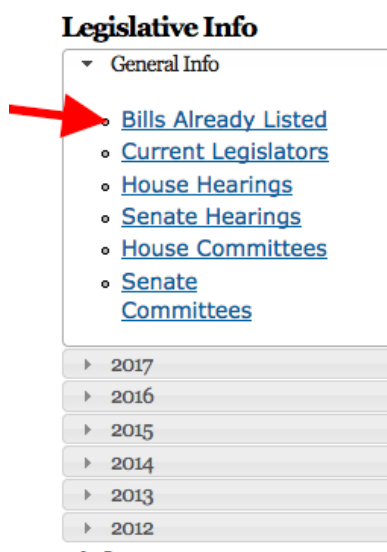 Legislative Info
General Info
Bills Already Listed
Current Legislators
House Hearings
Senate Hearings
House Committees
Senate
Committees
2017
2016
2015
2014
2013
2012